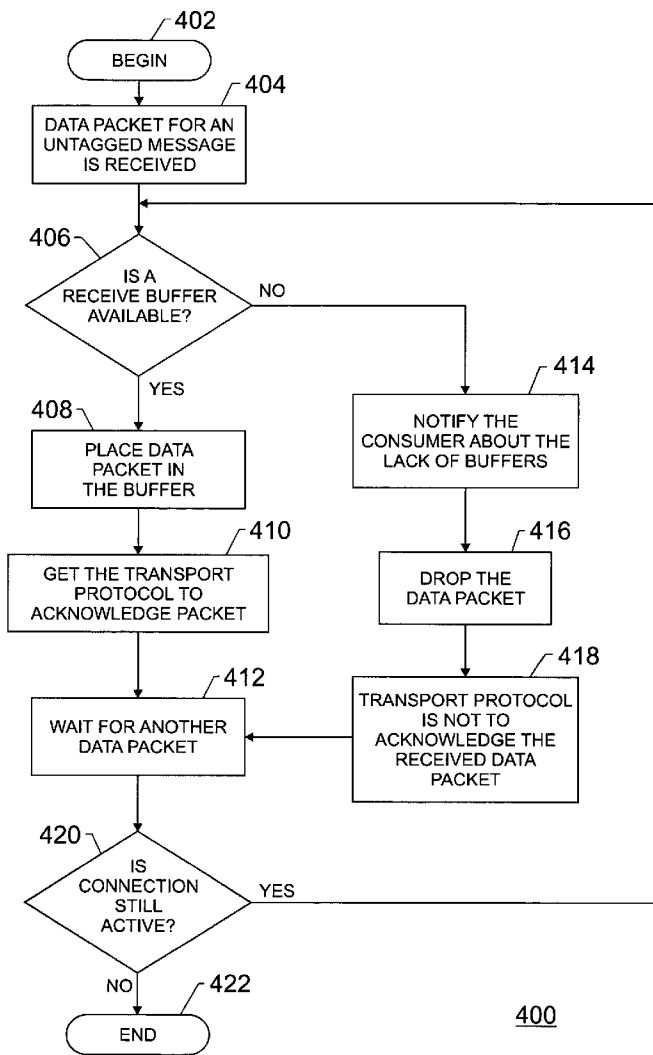 402
BEGIN
404
DATA PACKET FOR AN
UNTAGGED MESSAGE
IS RECEIVED
406
IS A
RECEIVE BUFFER
AVAILABLE?
NO
YES
408
PLACE DATA
PACKET IN
THE BUFFER
410
GET THE TRANSPORT
PROTOCOL TO
ACKNOWLEDGE PACKET
412
WAIT FOR ANOTHER
DATA PACKET
414
NOTIFY THE
CONSUMER ABOUT THE
LACK OF BUFFERS
416
DROP THE
DATA PACKET
418
TRANSPORT PROTOCOL
IS NOT TO
ACKNOWLEDGE THE
RECEIVED DATA
PACKET
420
IS
CONNECTION
STILL
ACTIVE?
YES
NO
422
END
400